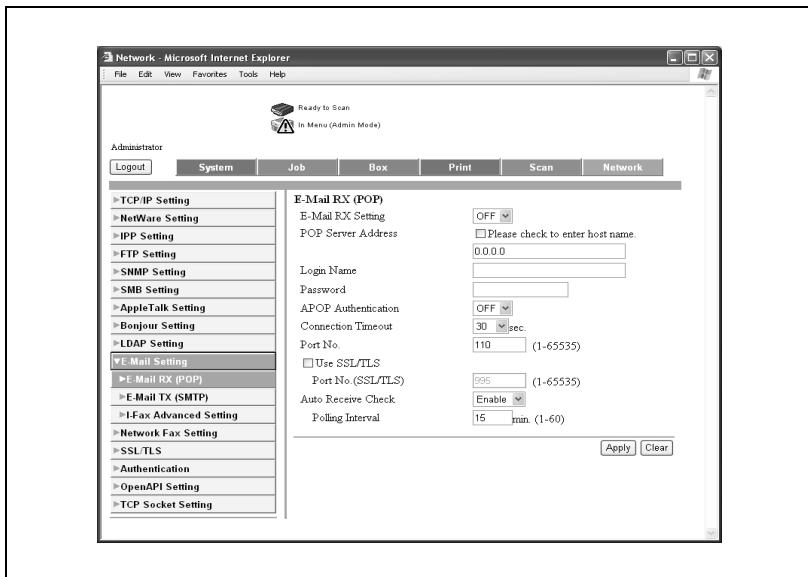 Network - Microsoft Internet Explorer
File Edit View Favorites Tools Help
Ready to Scan
In Menu (Admin Mode)
Administrator
Logout System Job Box Print Scan Network
TCP/IP Setting
NetWare Setting
IPP Setting
FTP Setting
SNMP Setting
SMB Setting
AppleTalk Setting
Bonjour Setting
LDAP Setting
E-Mail Setting
E-Mail RX (POP)
E-Mail TX (SMTP)
I-Fax Advanced Setting
Network Fax Setting
SSL/TLS
Authentication
OpenAPI Setting
TCP Socket Setting
E-Mail RX (POP)
E-Mail RX Setting OFF
POP Server Address Please check to enter host name.
0.0.0.0
Login Name
Password
APOP Authentication OFF
Connection Timeout 30 sec.
Port No. 110 (1-65535)
Use SSL/TLS
Port No.(SSL/TLS) 995 (1-65535)
Auto Receive Check Enable
Polling Interval 15 min. (1-60)
Apply Clear